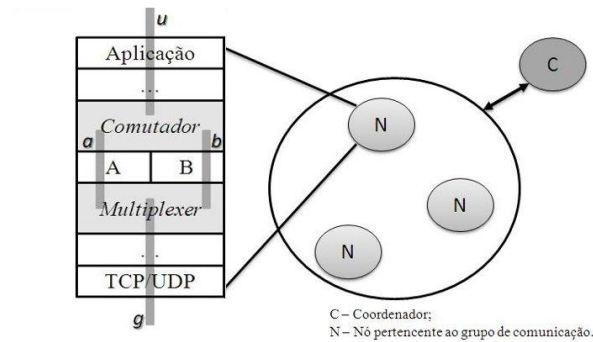 u
Aplicação
...
Comutador
a
b
A
B
Multiplexer
...
TCP/UDP
g
C
N
N
N
C – Coordenador;
N – Nó pertencente ao grupo de comunicação.